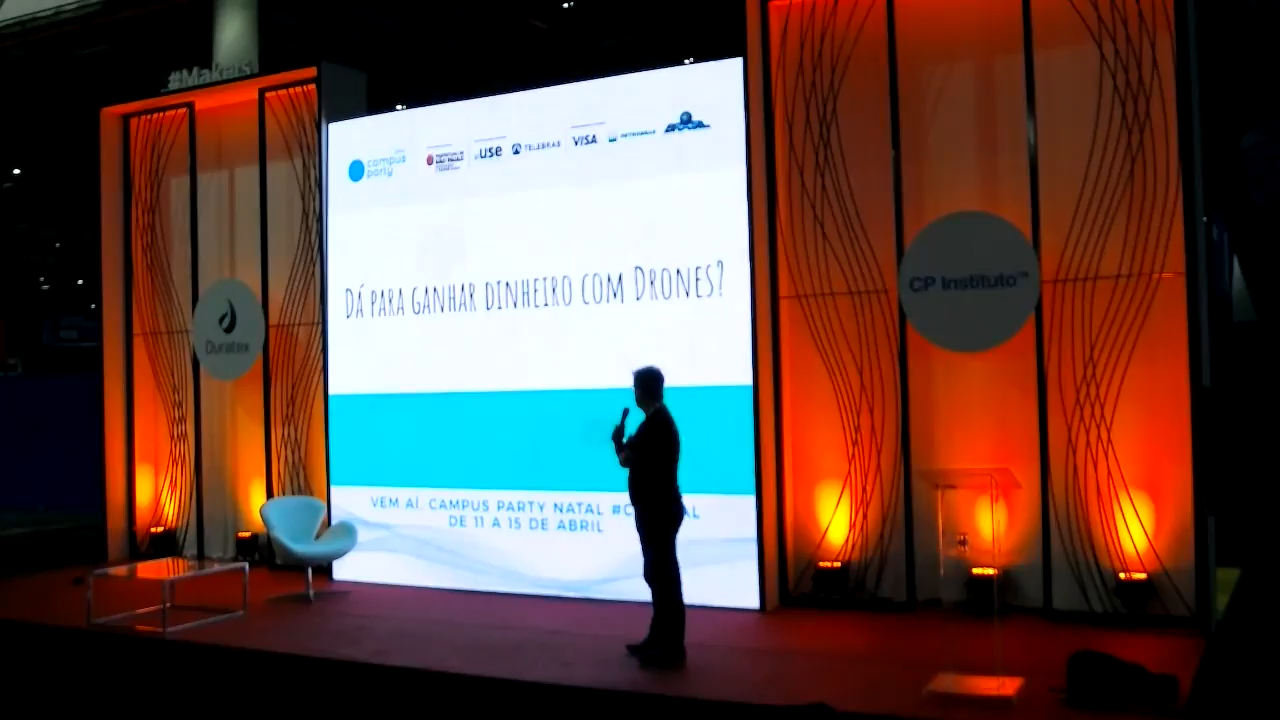 #Makers
campus
party
.use
TELEBRAS
VISA
DÁ PARA GANHAR DINHEIRO COM DRONES?
Duratex
CP Instituto™
VEM AÍ CAMPUS PARTY NATAL
DE 11 A 15 DE ABRIL